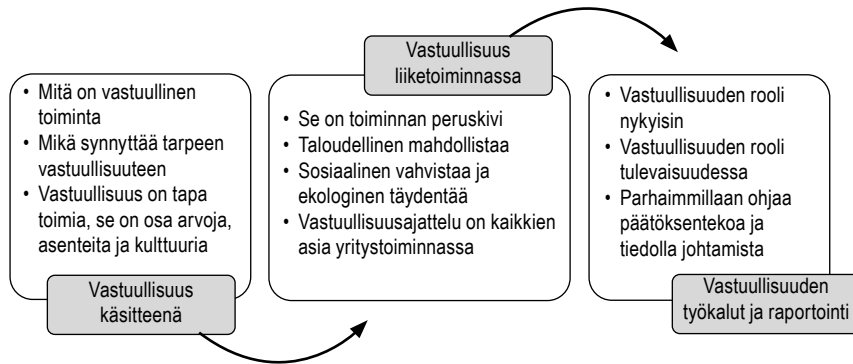 • Mitä on vastuullinen
toiminta
• Mikä synnyttää tarpeen
vastuullisuuteen
• Vastuullisuus on tapa
toimia, se on osa arvoja,
asenteita ja kulttuuria
Vastuullisuus
käsitteenä
Vastuullisuus
liiketoiminnassa
• Se on toiminnan peruskivi
• Taloudellinen mahdollistaa
• Sosiaalinen vahvistaa ja
ekologinen täydentää
• Vastuullisuusajattelu on kaikkien
asia yritystoiminnassa
• Vastuullisuuden rooli
nykyisin
• Vastuullisuuden rooli
tulevaisuudessa
• Parhaimmillaan ohjaa
päätöksentekoa ja
tiedolla johtamista
Vastuullisuuden
työkalut ja raportointi